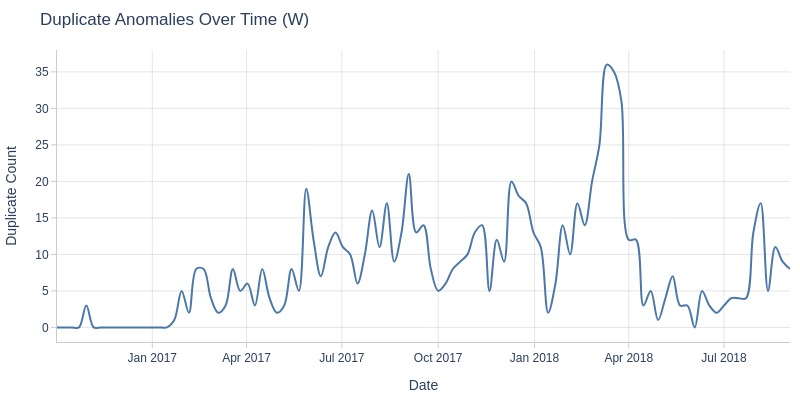 Duplicate Anomalies Over Time (W)
Duplicate Count
35
30
25
20
15
10
5
0
Jan 2017 Apr 2017 Jul 2017 Oct 2017 Jan 2018 Apr 2018 Jul 2018
Date